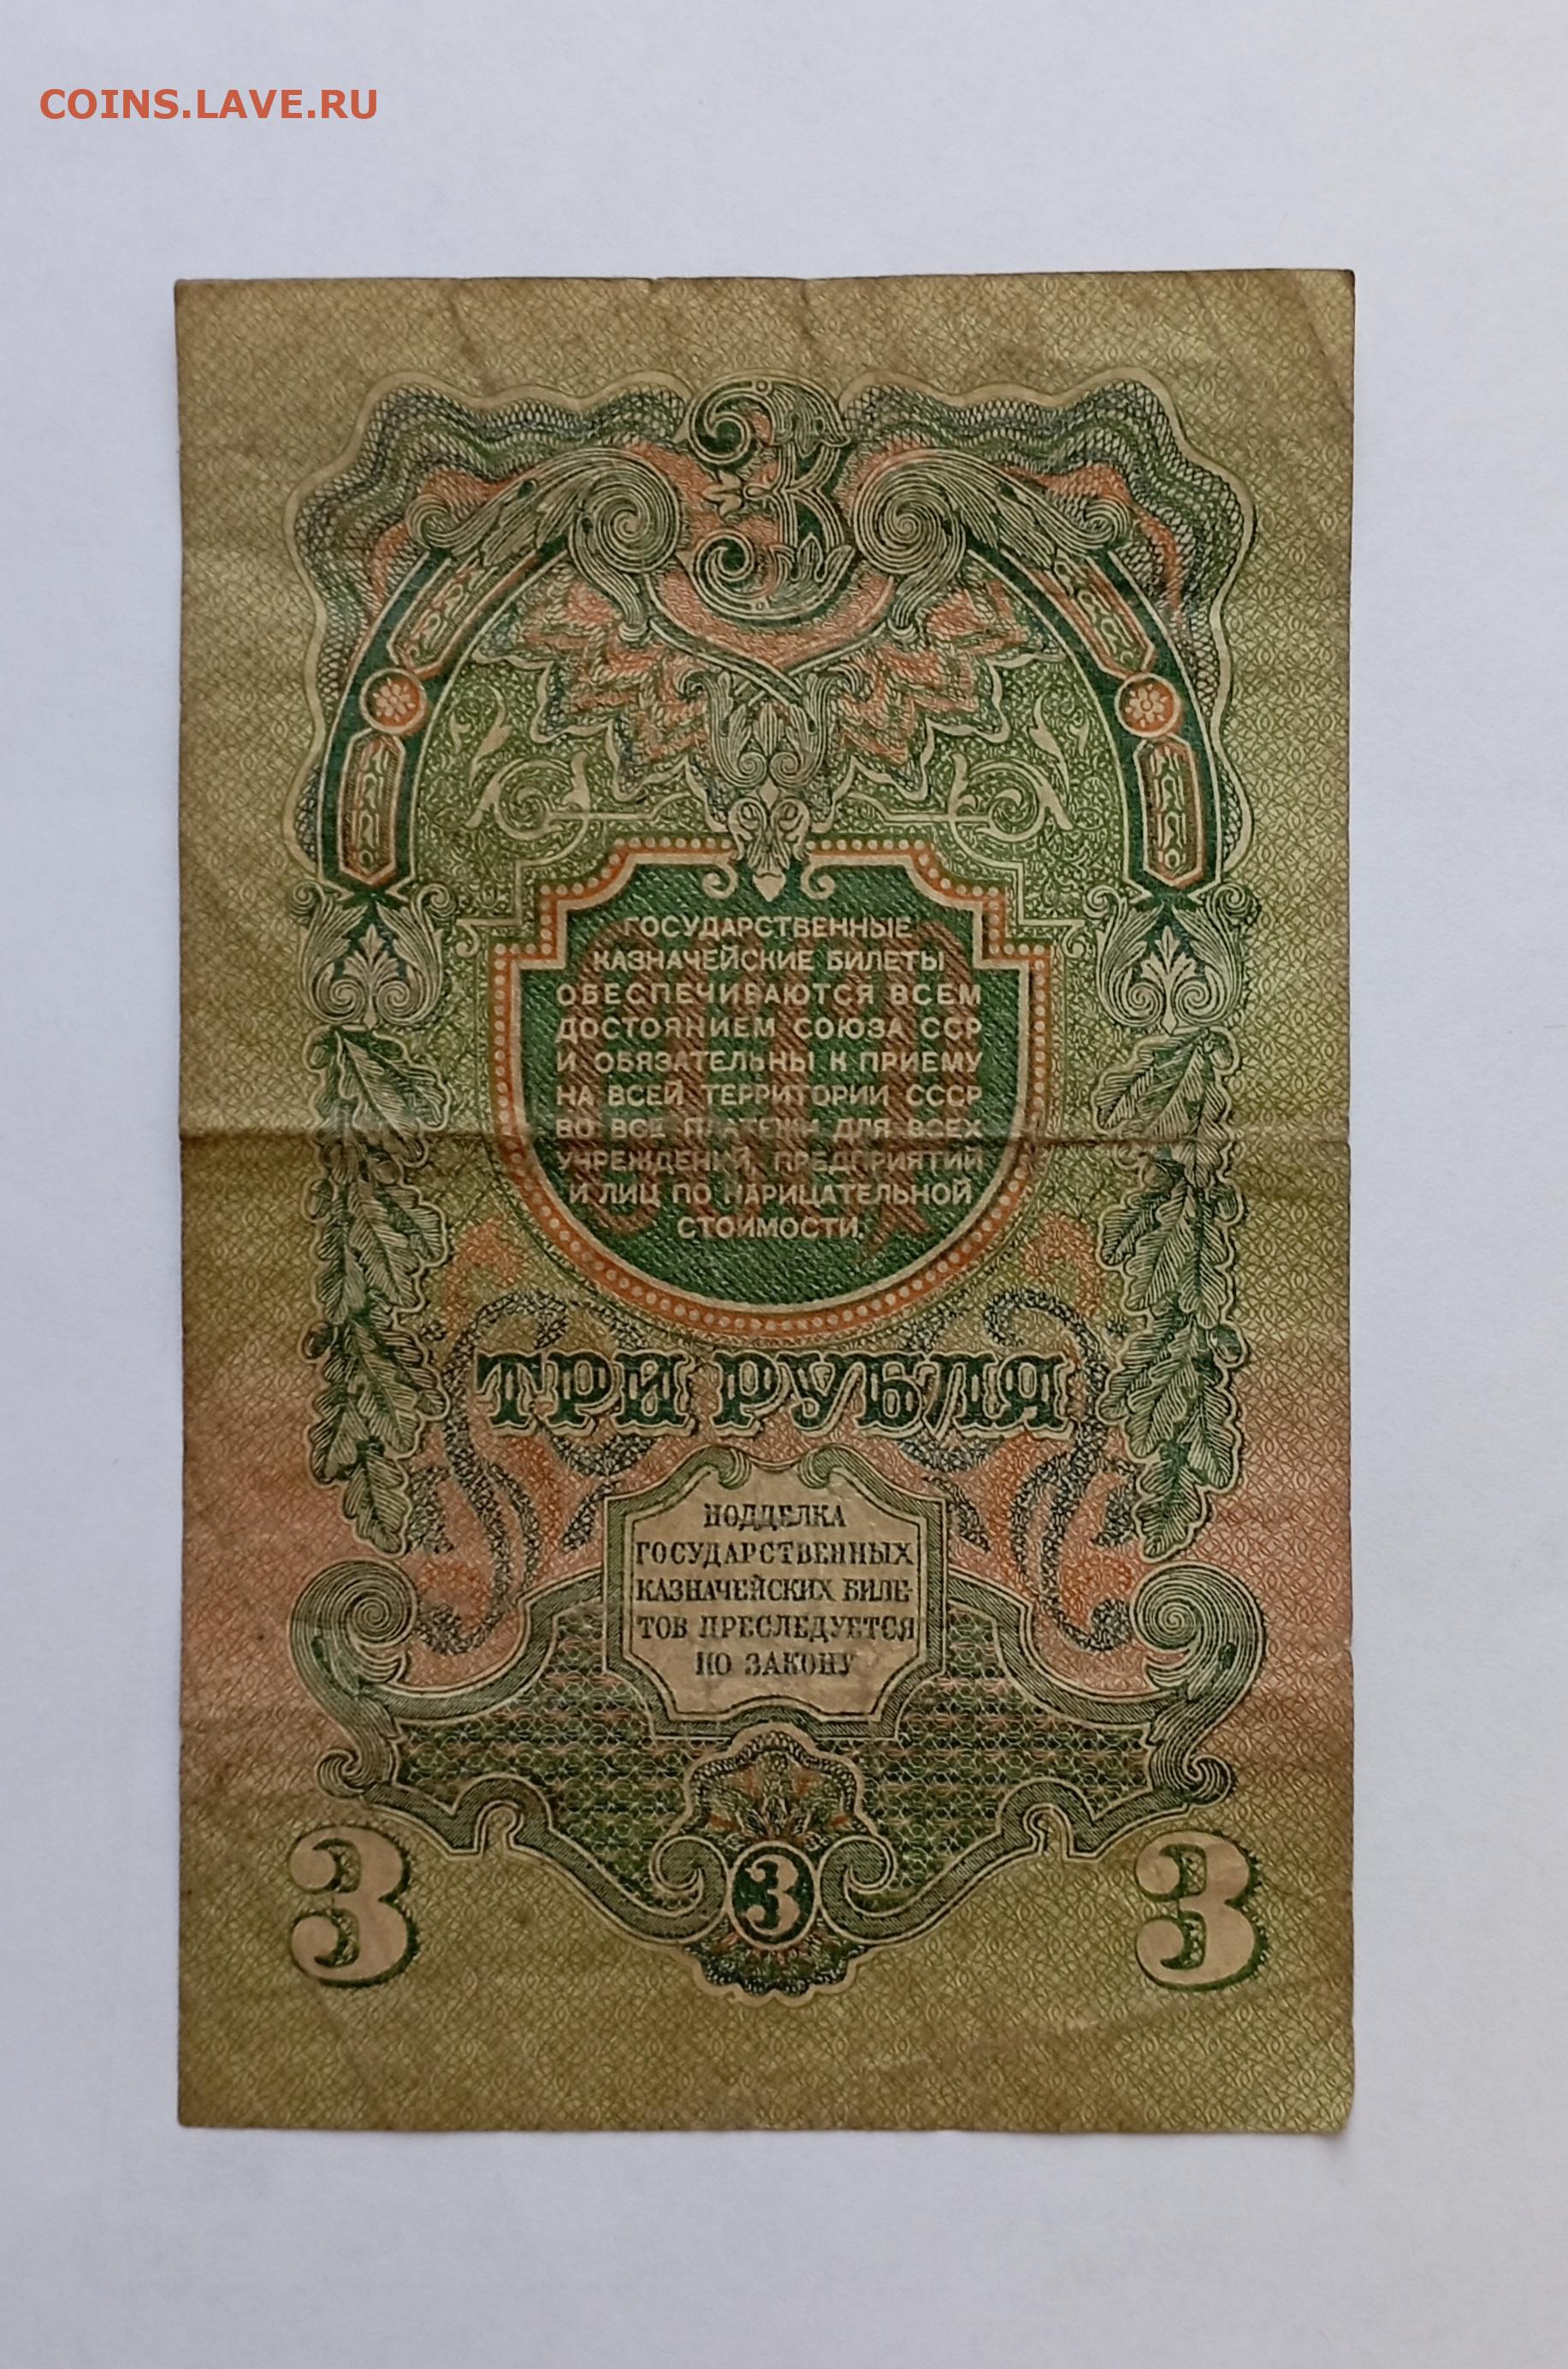 COINS.LAVE.RU
3
ГОСУДАРСТВЕННЫЕ
КАЗНАЧЕЙСКИЕ БИЛЕТЫ
ОБЕСПЕЧИВАЮТСЯ ВСЕМ
ДОСТОЯНИЕМ СОЮЗА ССР
И ОБЯЗАТЕЛЬНЫ К ПРИЕМУ
НА ВСЕЙ ТЕРРИТОРИИ СССР
ВО ВСЕ ПЛАТЕЖИ ДЛЯ ВСЕХ
УЧРЕЖДЕНИЙ, ПРЕДПРИЯТИЙ
И ЛИЦ ПО НАРИЦАТЕЛЬНОЙ
СТОИМОСТИ.
ТРИ РУБЛЯ
ПОДДЕЛКА
ГОСУДАРСТВЕННЫХ
КАЗНАЧЕЙСКИХ БИЛЕ-
ТОВ ПРЕСЛЕДУЕТСЯ
ПО ЗАКОНУ
3 3 3